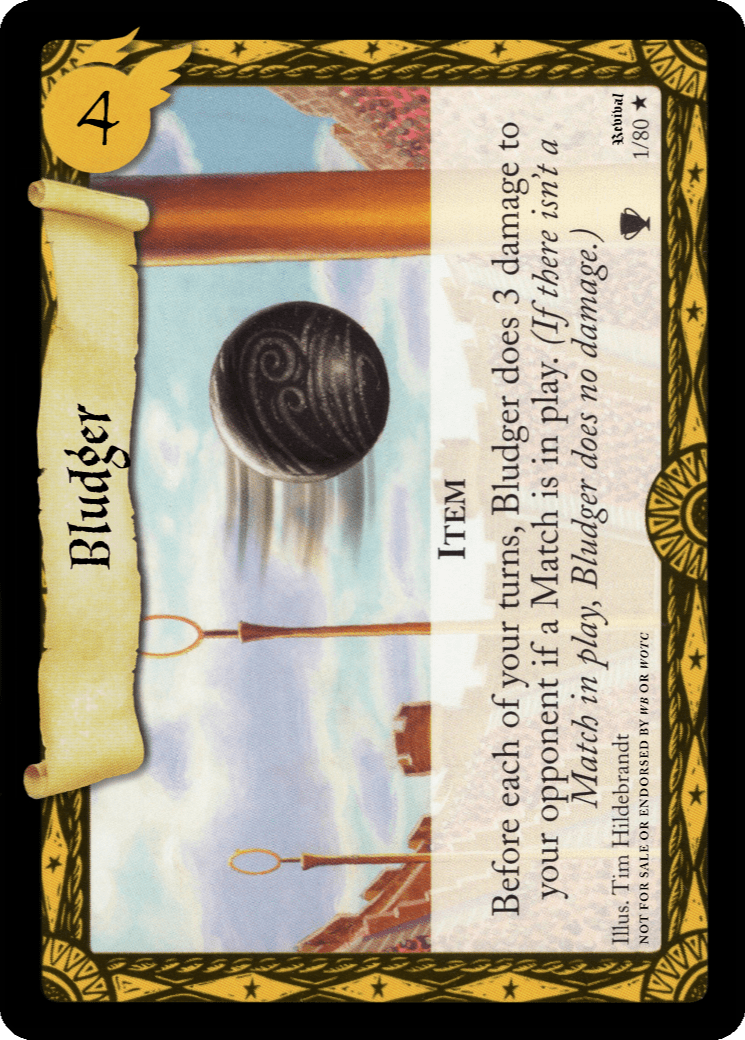 Bludger
4
ITEM
Before each of your turns, Bludger does 3 damage to
your opponent if a Match is in play. (If there isn't a
Match in play, Bludger does no damage.)
Illus. Tim Hildebrandt
NOT FOR SALE OR ENDORSED BY WB OR WOTC
Revival
1/80 ★